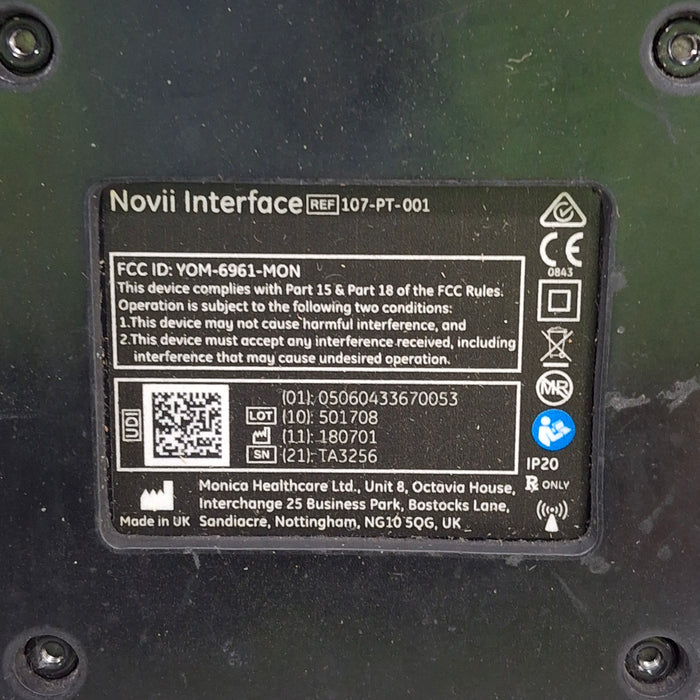 Novii Interface REF 107-PT-001
FCC ID: YOM-6961-MON
This device complies with Part 15 & Part 18 of the FCC Rules.
Operation is subject to the following two conditions:
1.This device may not cause harmful interference, and
2.This device must accept any interference received, including
interference that may cause undesired operation.
CE
0843
MR
UDI
(01): 05060433670053
LOT (10): 501708
(11): 180701
SN (21): TA3256
IP20
Rx ONLY
Made in UK
Monica Healthcare Ltd., Unit 8, Octavia House,
Interchange 25 Business Park, Bostocks Lane,
Sandiacre, Nottingham, NG10 5QG, UK